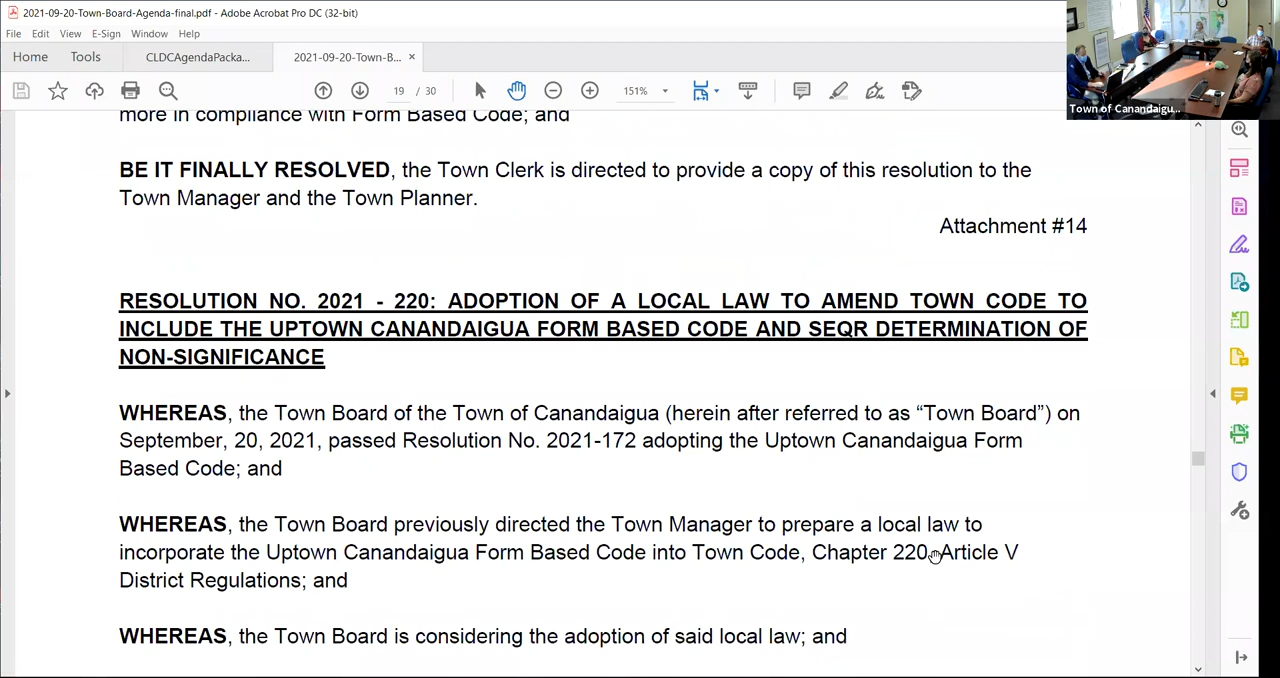 2021-09-20-Town-Board-Agenda-final.pdf - Adobe Acrobat Pro DC (32-bit)
File Edit View E-Sign Window Help
Home Tools CLDCAgendaPacka... 2021-09-20-Town-B... ×
19 / 30 151%
Town of Canandaigu...
more in compliance with Form Based Code; and
BE IT FINALLY RESOLVED, the Town Clerk is directed to provide a copy of this resolution to the
Town Manager and the Town Planner.
Attachment #14
RESOLUTION NO. 2021 - 220: ADOPTION OF A LOCAL LAW TO AMEND TOWN CODE TO
INCLUDE THE UPTOWN CANANDAIGUA FORM BASED CODE AND SEQR DETERMINATION OF
NON-SIGNIFICANCE
WHEREAS, the Town Board of the Town of Canandaigua (herein after referred to as “Town Board”) on
September, 20, 2021, passed Resolution No. 2021-172 adopting the Uptown Canandaigua Form
Based Code; and
WHEREAS, the Town Board previously directed the Town Manager to prepare a local law to
incorporate the Uptown Canandaigua Form Based Code into Town Code, Chapter 220, Article V
District Regulations; and
WHEREAS, the Town Board is considering the adoption of said local law; and